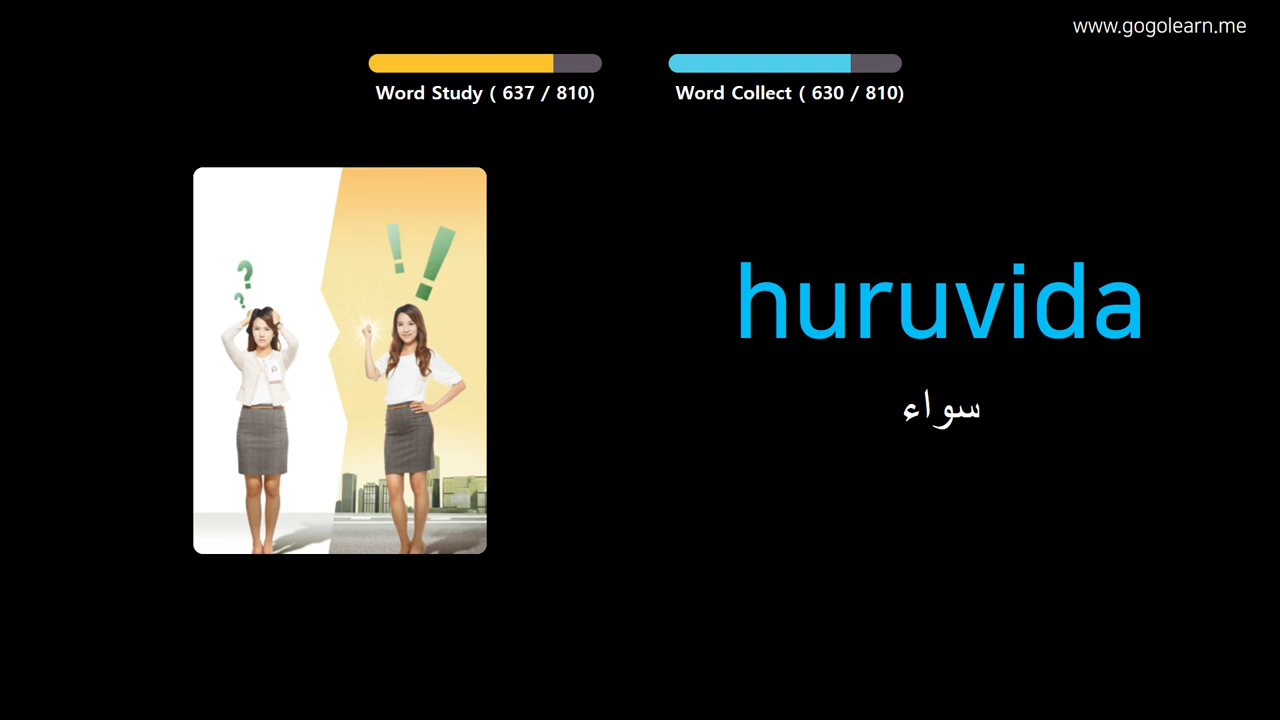 www.gogolearn.me
Word Study ( 637 / 810)
Word Collect ( 630 / 810)
? ?
! !
huruvida
سواء